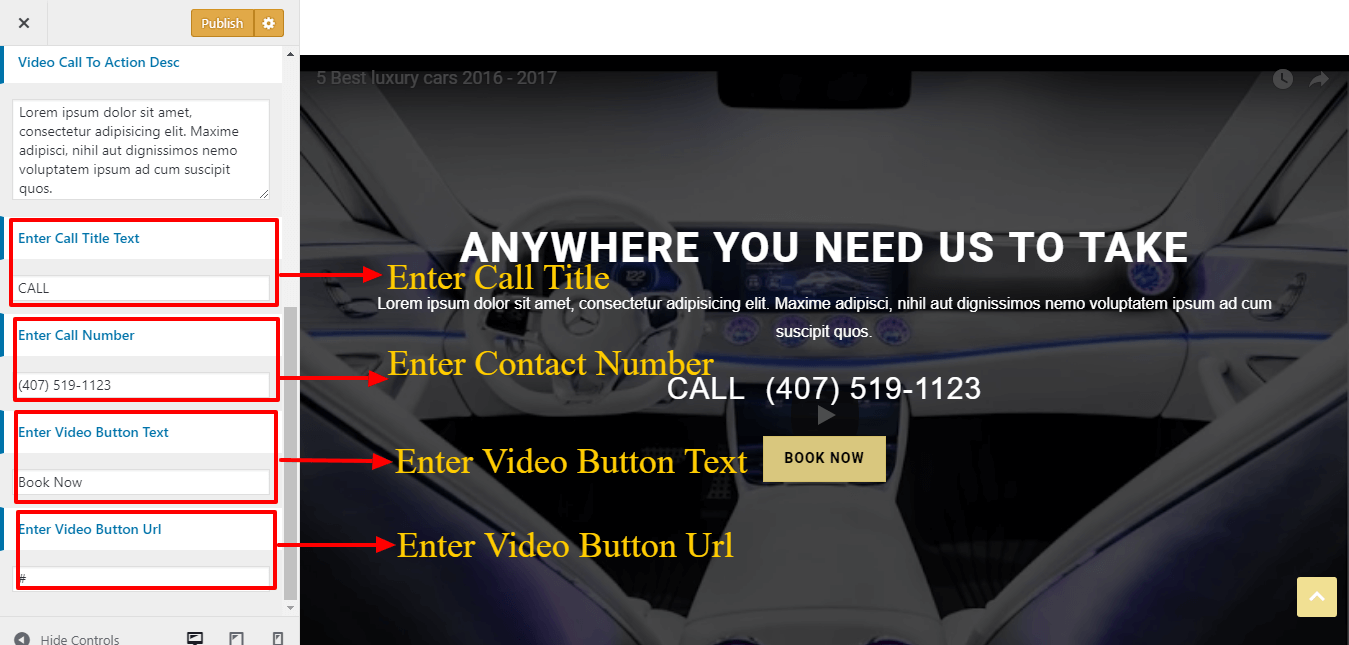 Publish
Video Call To Action Desc
Lorem ipsum dolor sit amet,
consectetur adipisicing elit. Maxime
adipisci, nihil aut dignissimos nemo
voluptatem ipsum ad cum suscipit
quos.
Enter Call Title Text
CALL
Enter Call Number
(407) 519-1123
Enter Video Button Text
Book Now
Enter Video Button Url
#
Hide Controls
5 Best luxury cars 2016 - 2017
ANYWHERE YOU NEED US TO TAKE
Enter Call Title
Lorem ipsum dolor sit amet, consectetur adipisicing elit. Maxime adipisci, nihil aut dignissimos nemo voluptatem ipsum ad cum
suscipit quos.
Enter Contact Number
CALL (407) 519-1123
Enter Video Button Text
BOOK NOW
Enter Video Button Url